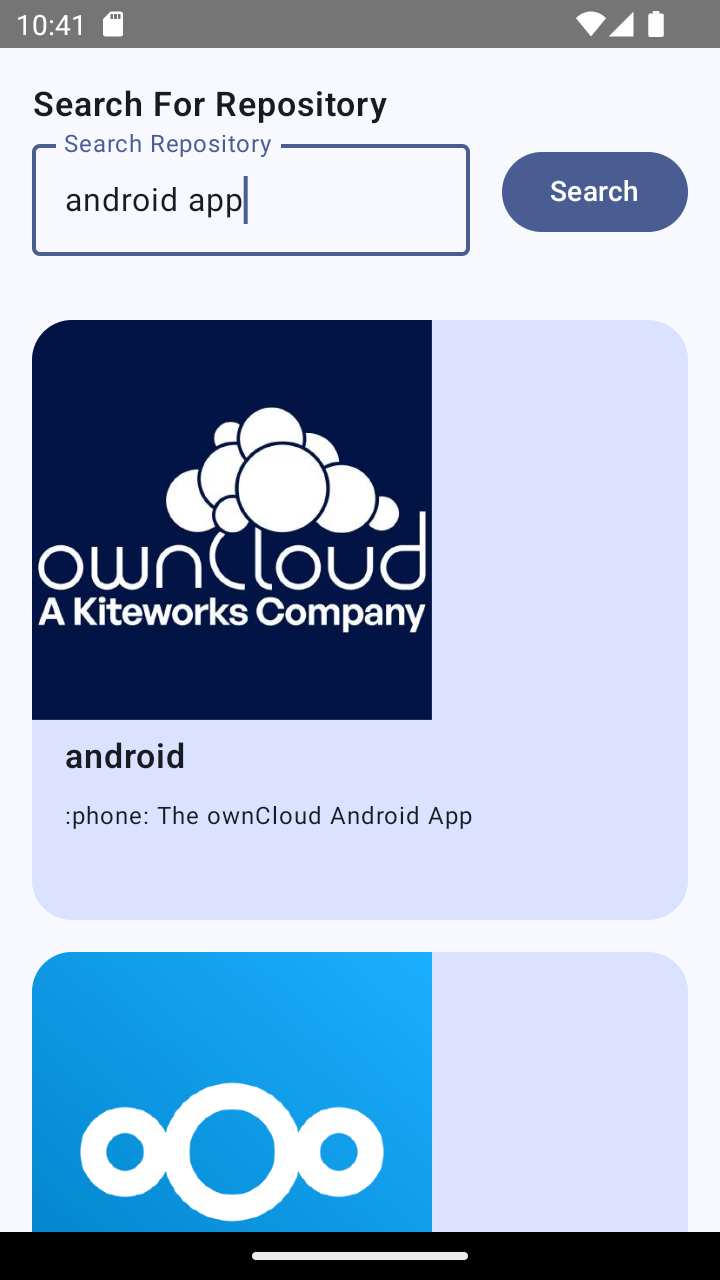 10:41
Search For Repository
Search Repository
android app
Search
ownCloud
A Kiteworks Company
android
:phone: The ownCloud Android App